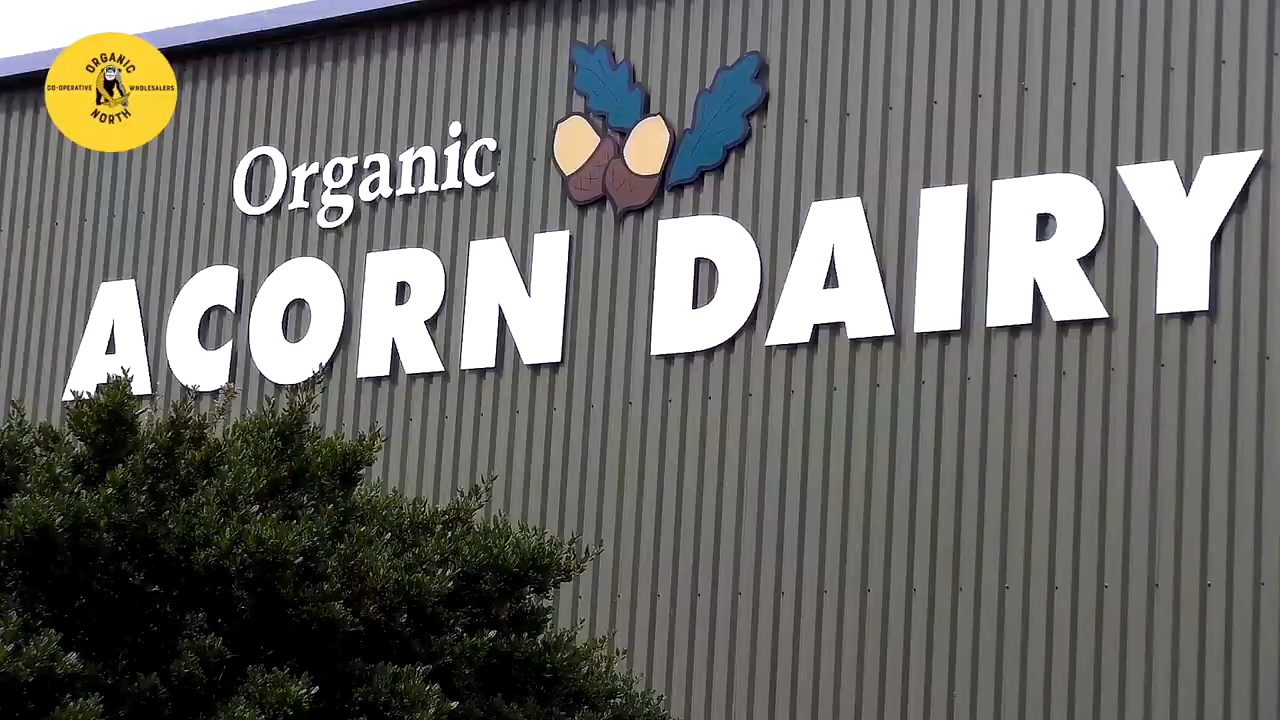 ORGANIC
CO-OPERATIVE WHOLESALERS
NORTH
Organic
ACORN DAIRY